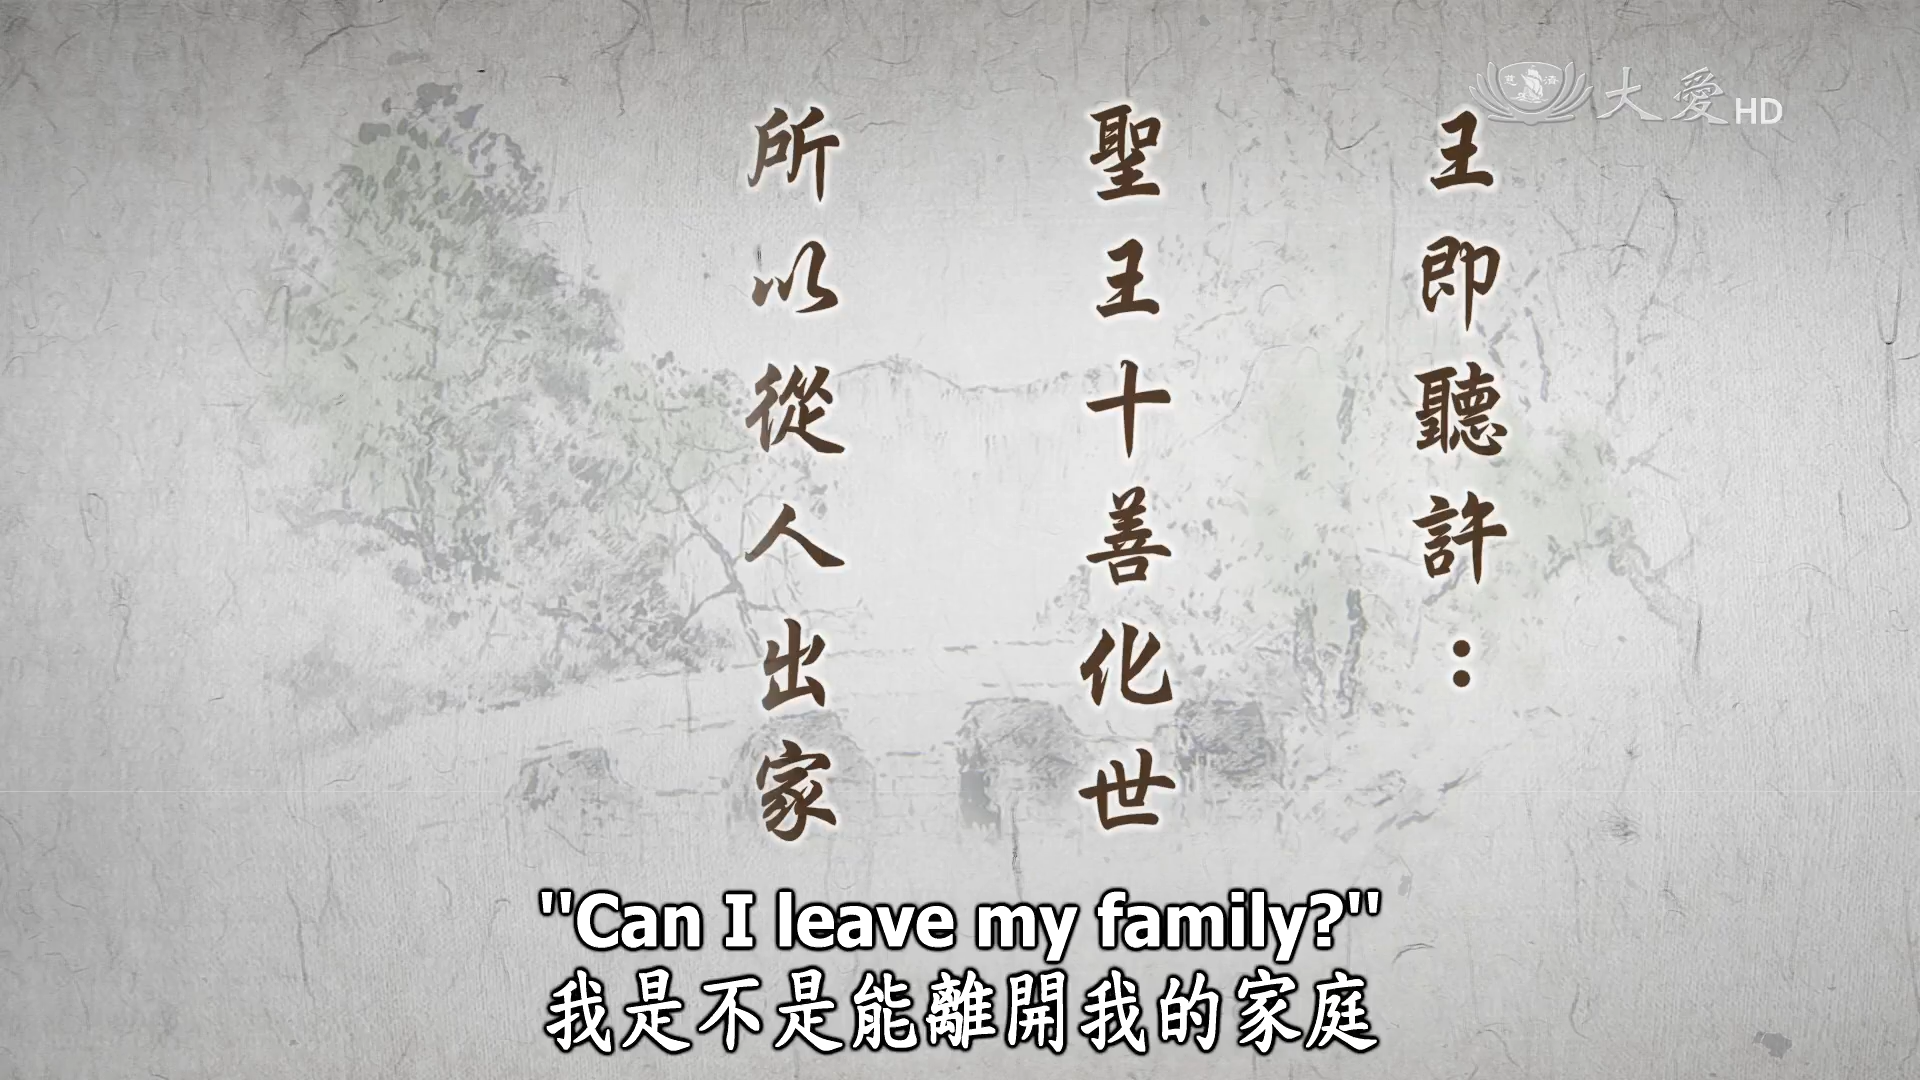 大愛HD
王即聽許：
聖王十善化世
所以從人出家
"Can I leave my family?"
我是不是能離開我的家庭